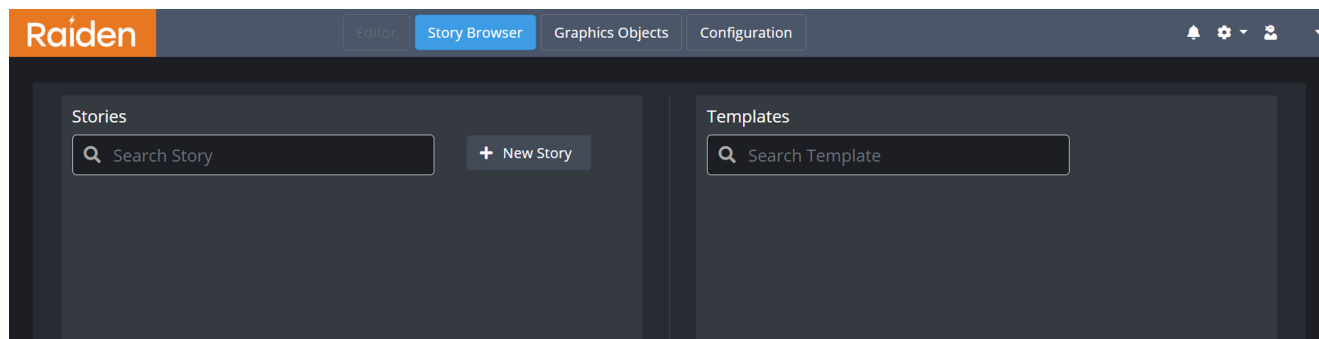 Raiden
Editor Story Browser Graphics Objects Configuration
Stories
Search Story
+ New Story
Templates
Search Template